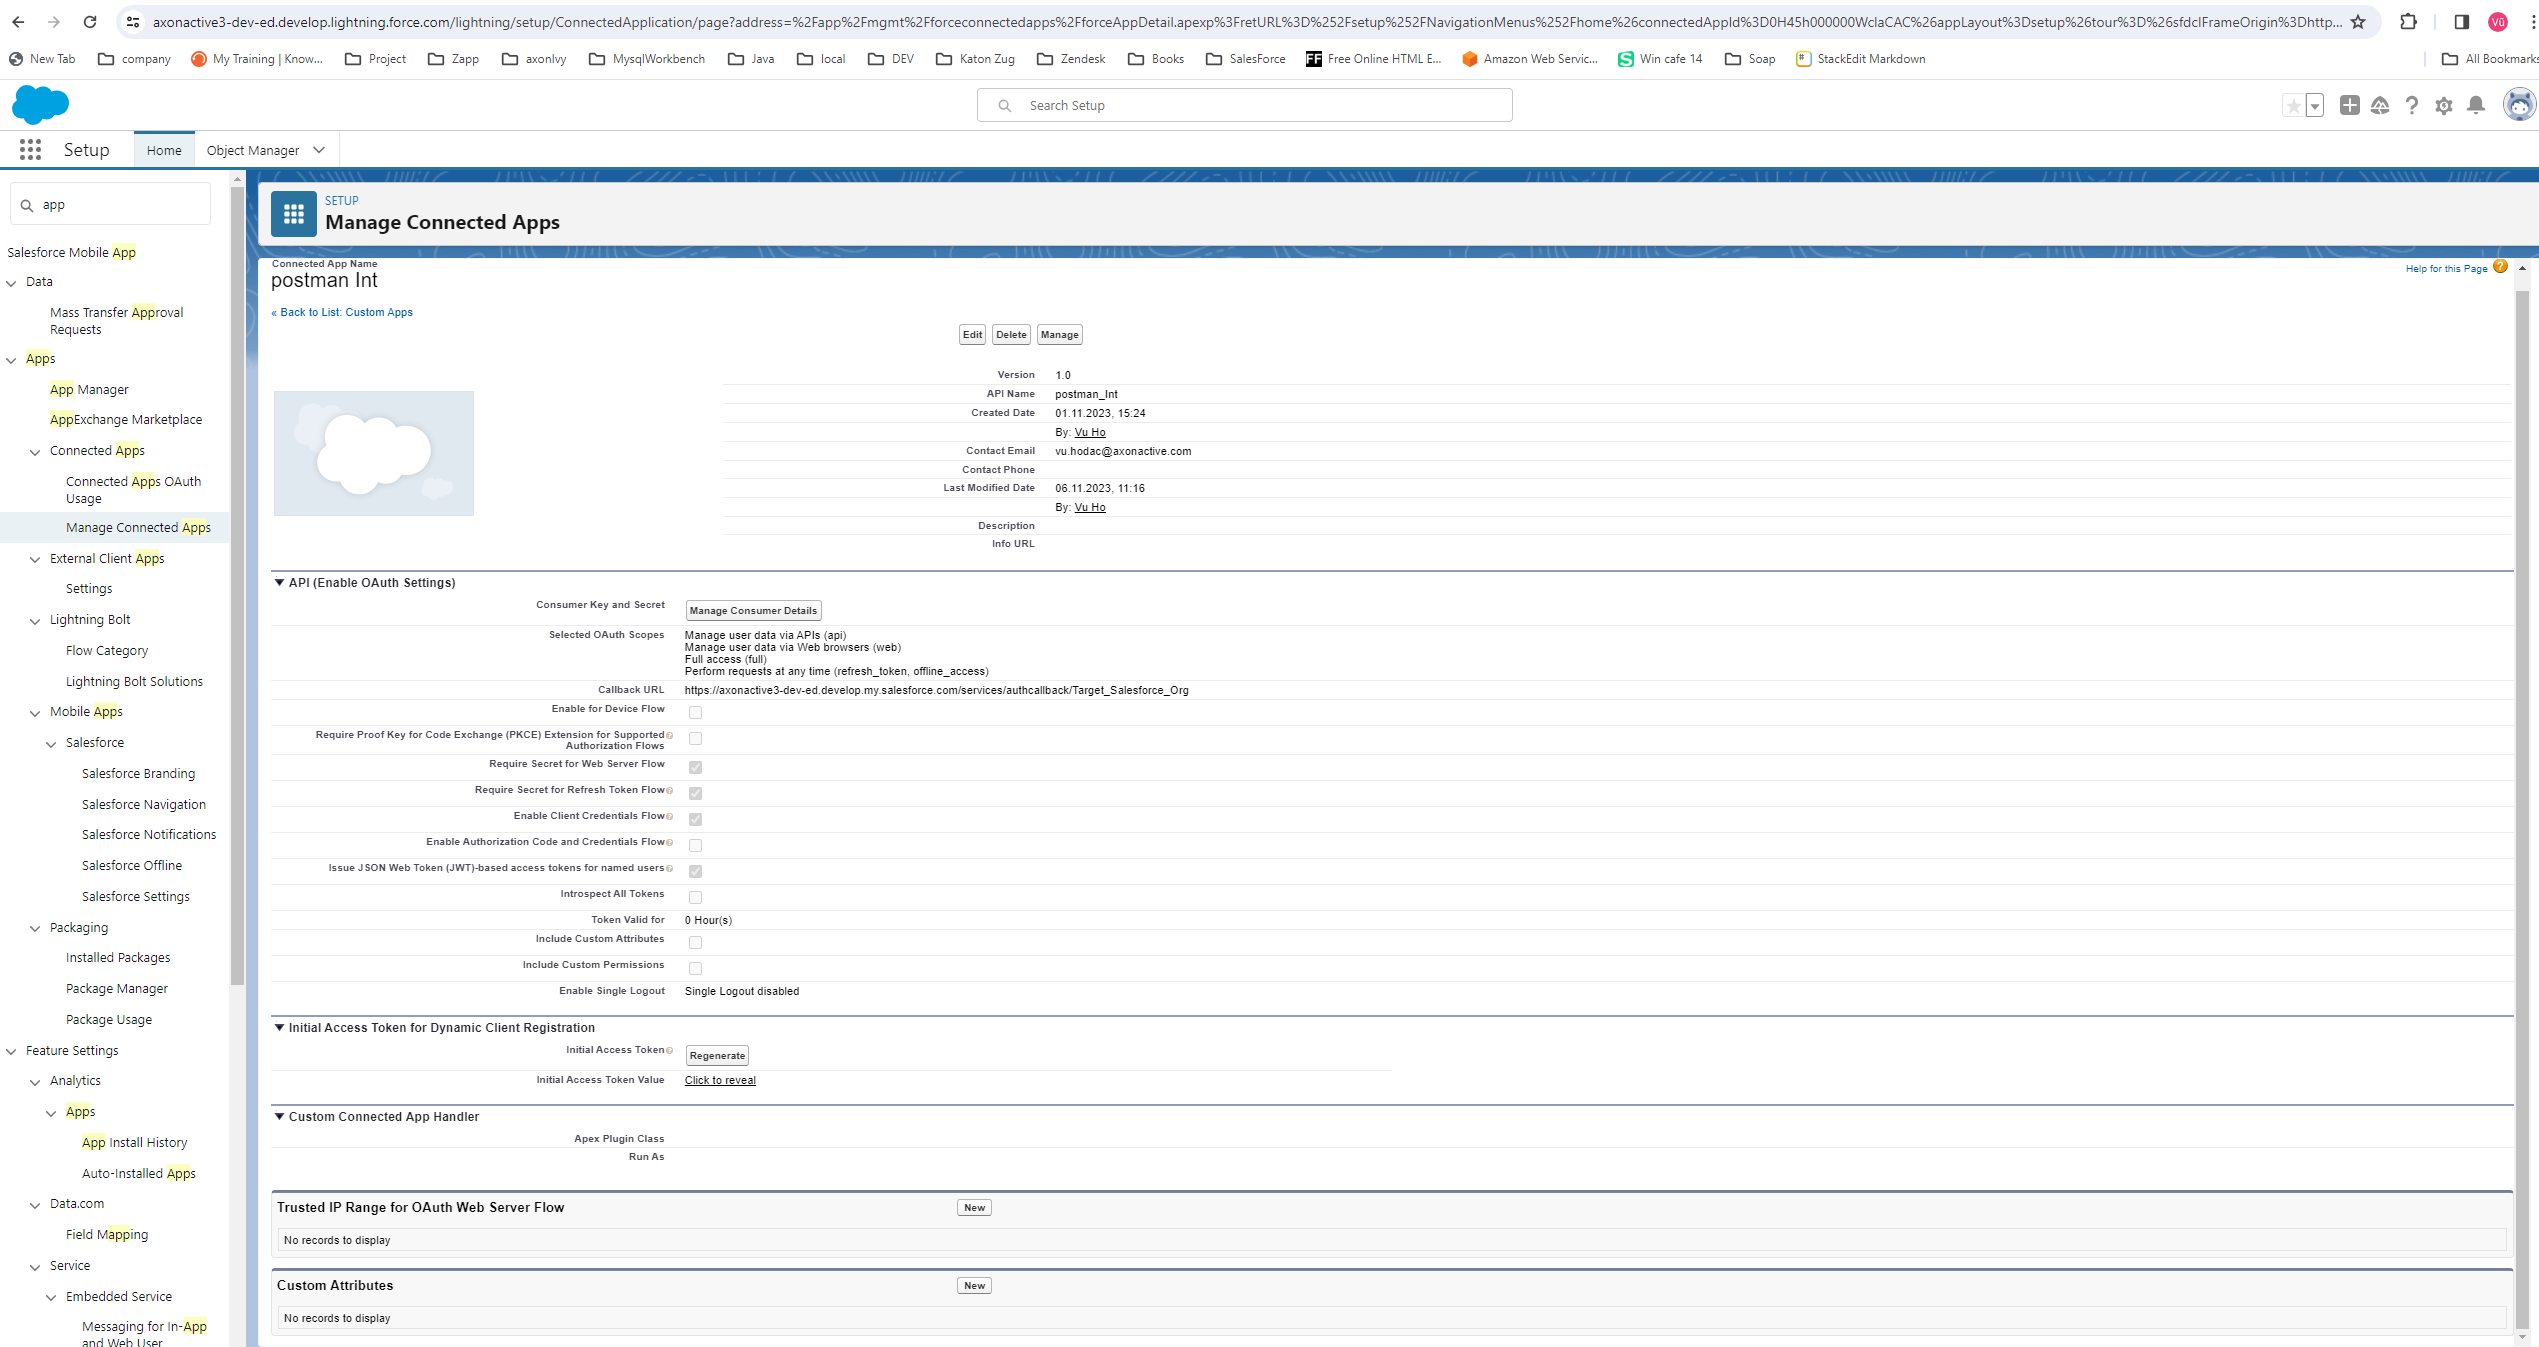 axonactive3-dev-ed.develop.lightning.force.com/lightning/setup/ConnectedApplication/page?address=%2Fapp%2Fmgmt%2Fforceconnectedapps%2FforceAppDetail.apexp%3FretURL%3D%252Fsetup%252FNavigationMenus%252Fhome%26connectedAppId%3D0H45h000000WclaCAC%26appLayout%3Dsetup%26tour%3D%26sfdcIFrameOrigin%3Dhttp...
Vũ
New Tab company My Training | Know... Project Zapp axonIvy MysqlWorkbench Java local DEV Katon Zug Zendesk Books SalesForce FF Free Online HTML E... Amazon Web Servic... Win cafe 14 Soap StackEdit Markdown All Bookmarks
Search Setup
Setup Home Object Manager
app
Salesforce Mobile App
Data
Mass Transfer Approval
Requests
Apps
App Manager
AppExchange Marketplace
Connected Apps
Connected Apps OAuth
Usage
Manage Connected Apps
External Client Apps
Settings
Lightning Bolt
Flow Category
Lightning Bolt Solutions
Mobile Apps
Salesforce
Salesforce Branding
Salesforce Navigation
Salesforce Notifications
Salesforce Offline
Salesforce Settings
Packaging
Installed Packages
Package Manager
Package Usage
Feature Settings
Analytics
Apps
App Install History
Auto-Installed Apps
Data.com
Field Mapping
Service
Embedded Service
Messaging for In-App
and Web User
SETUP
Manage Connected Apps
Connected App Name
postman Int
Help for this Page
« Back to List: Custom Apps
Edit Delete Manage
Version 1.0
API Name postman_Int
Created Date 01.11.2023, 15:24
By: Vu Ho
Contact Email vu.hodac@axonactive.com
Contact Phone
Last Modified Date 06.11.2023, 11:16
By: Vu Ho
Description
Info URL
API (Enable OAuth Settings)
Consumer Key and Secret Manage Consumer Details
Selected OAuth Scopes Manage user data via APIs (api)
Manage user data via Web browsers (web)
Full access (full)
Perform requests at any time (refresh_token, offline_access)
Callback URL https://axonactive3-dev-ed.develop.my.salesforce.com/services/authcallback/Target_Salesforce_Org
Enable for Device Flow
Require Proof Key for Code Exchange (PKCE) Extension for Supported
Authorization Flows
Require Secret for Web Server Flow
Require Secret for Refresh Token Flow
Enable Client Credentials Flow
Enable Authorization Code and Credentials Flow
Issue JSON Web Token (JWT)-based access tokens for named users
Introspect All Tokens
Token Valid for 0 Hour(s)
Include Custom Attributes
Include Custom Permissions
Enable Single Logout Single Logout disabled
Initial Access Token for Dynamic Client Registration
Initial Access Token Regenerate
Initial Access Token Value Click to reveal
Custom Connected App Handler
Apex Plugin Class
Run As
Trusted IP Range for OAuth Web Server Flow New
No records to display
Custom Attributes New
No records to display